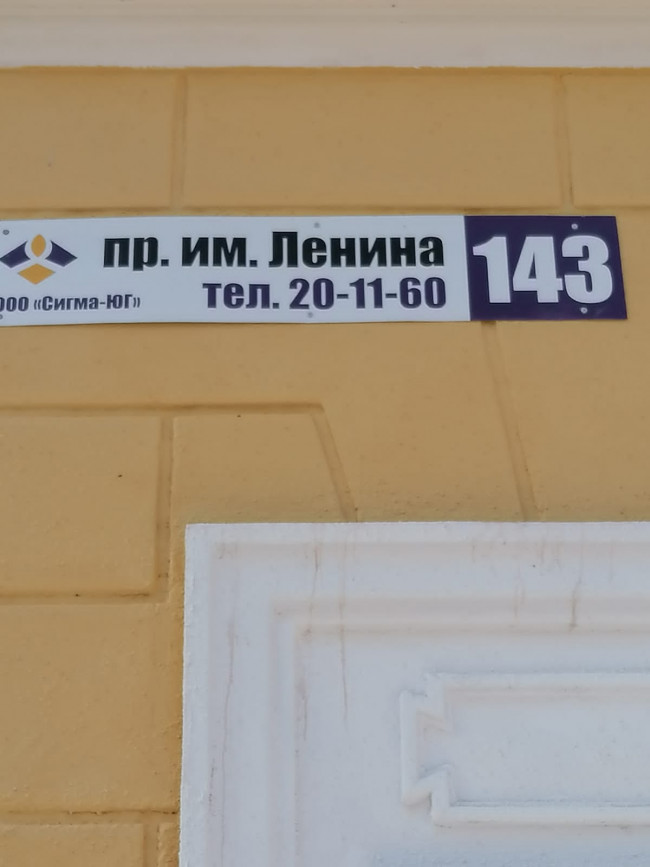 пр. им. Ленина 143
ООО «Сигма-ЮГ» тел. 20-11-60